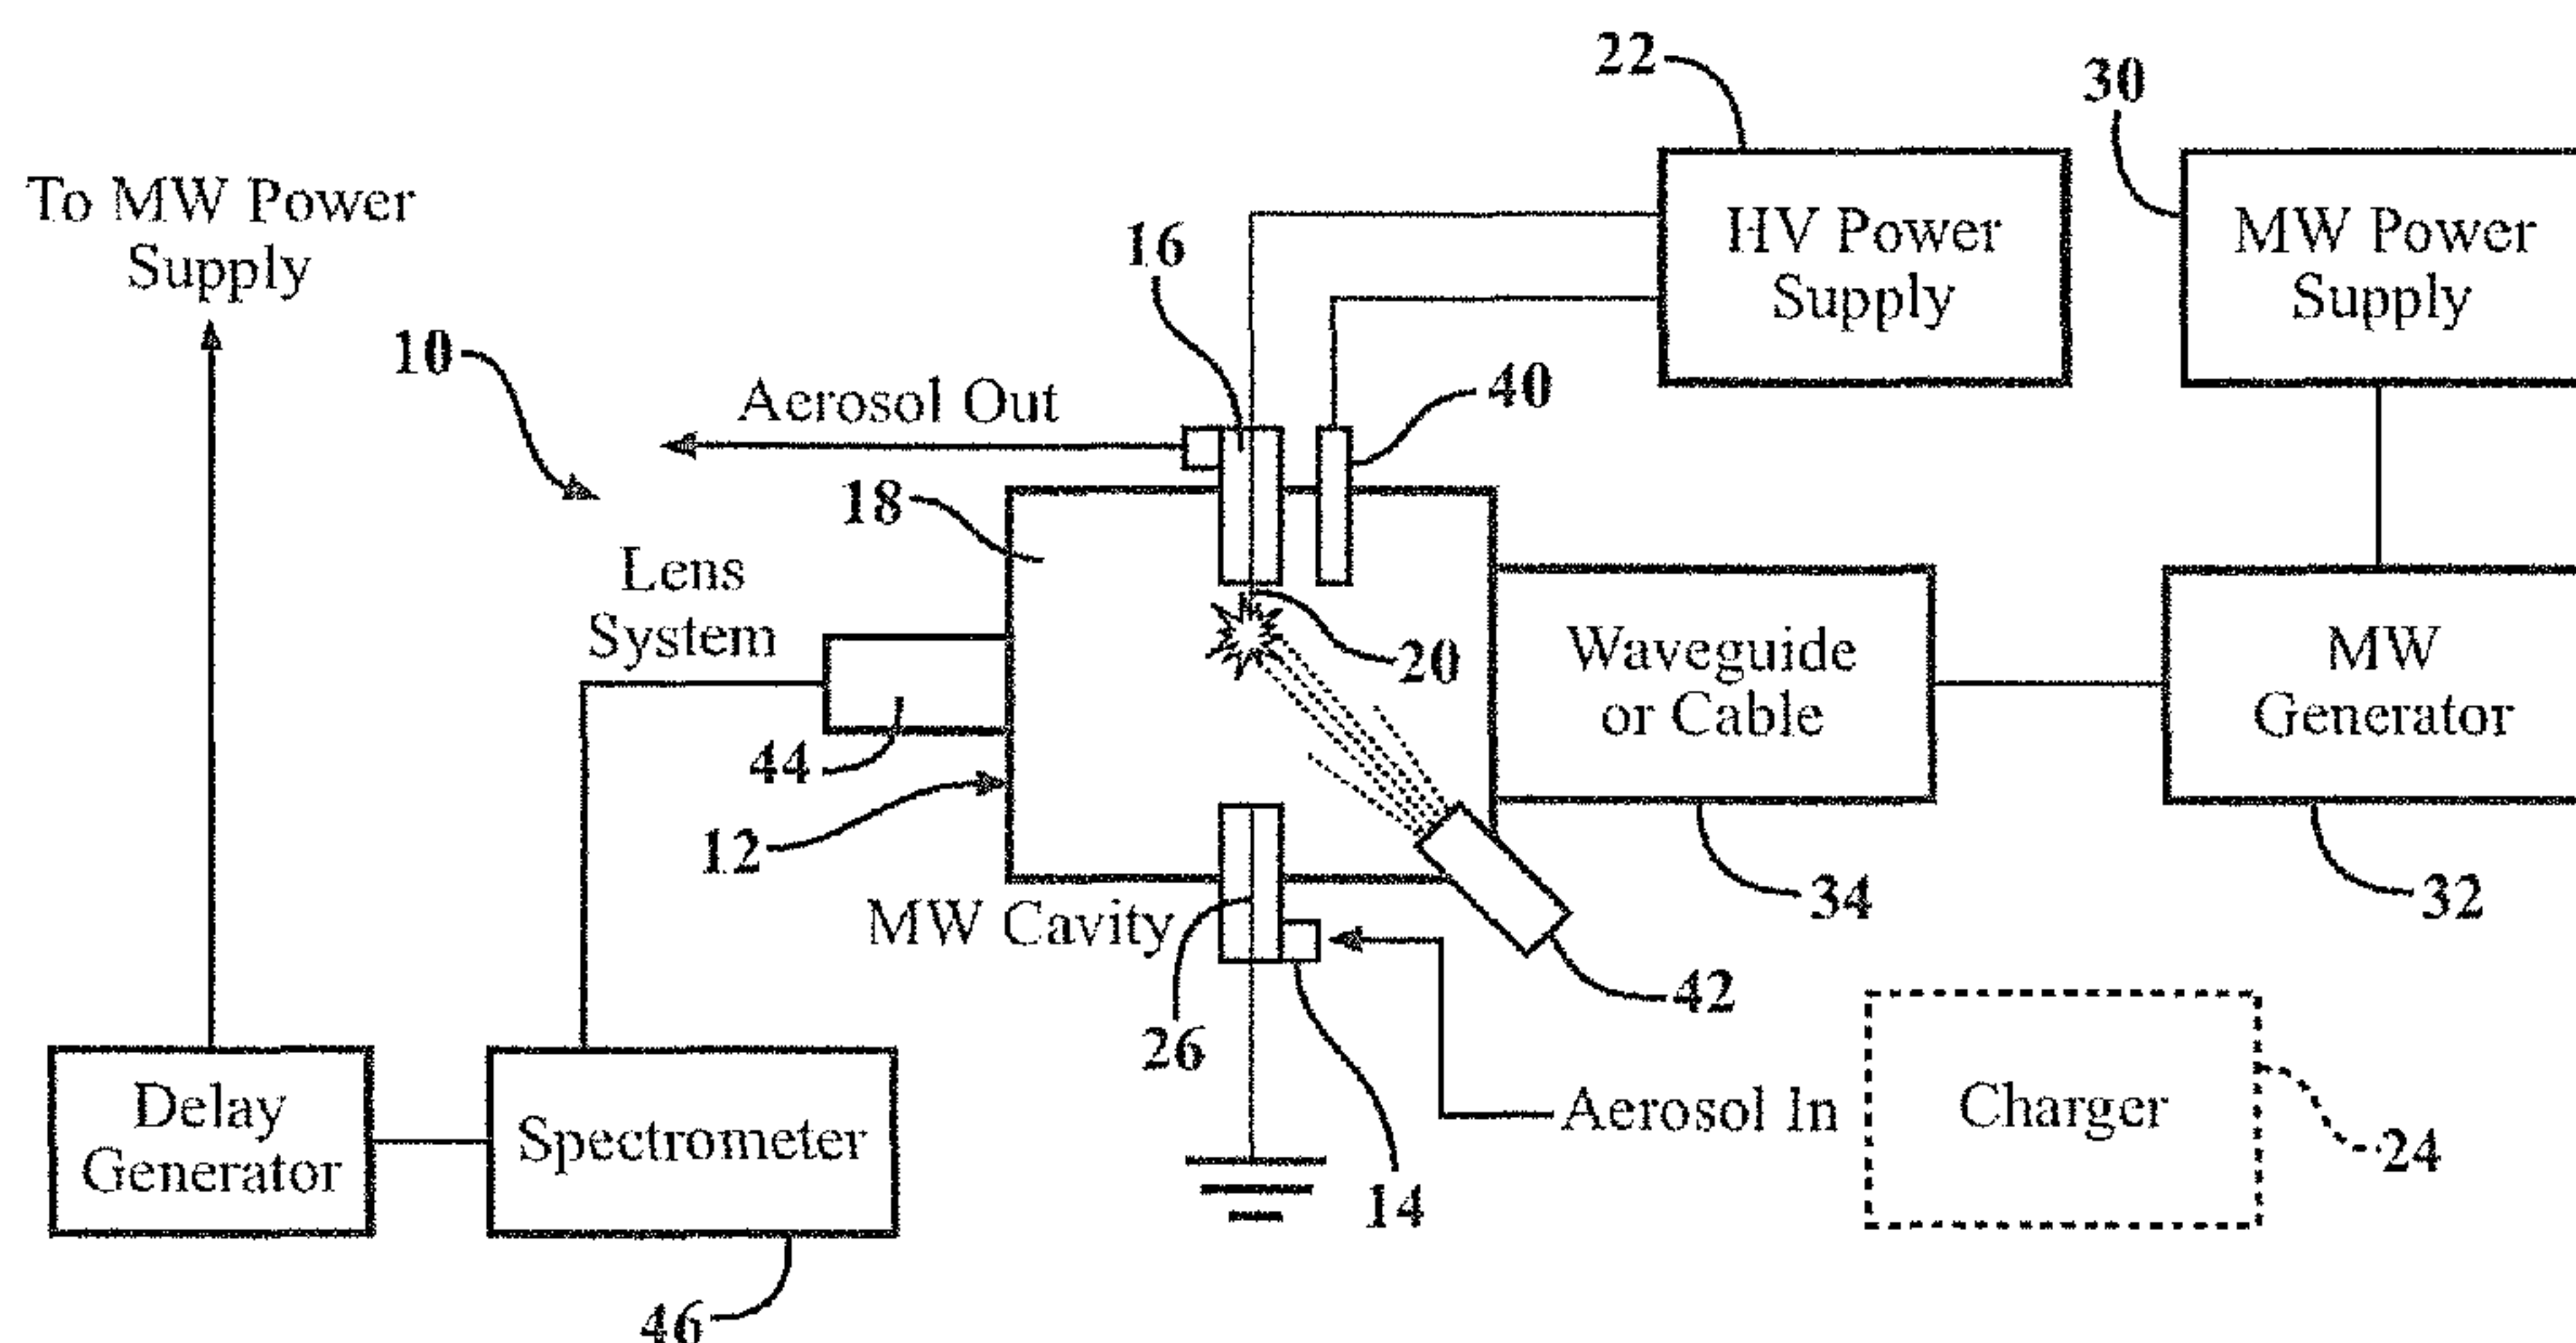 22
30
To MW Power
Supply
HV Power
Supply
MW Power
Supply
16
10
Aerosol Out
40
18
Lens
System
20
Waveguide
or Cable
MW
Generator
44
12
MW Cavity
34
32
42
26
Delay
Generator
Spectrometer
Aerosol In
Charger
24
14
46